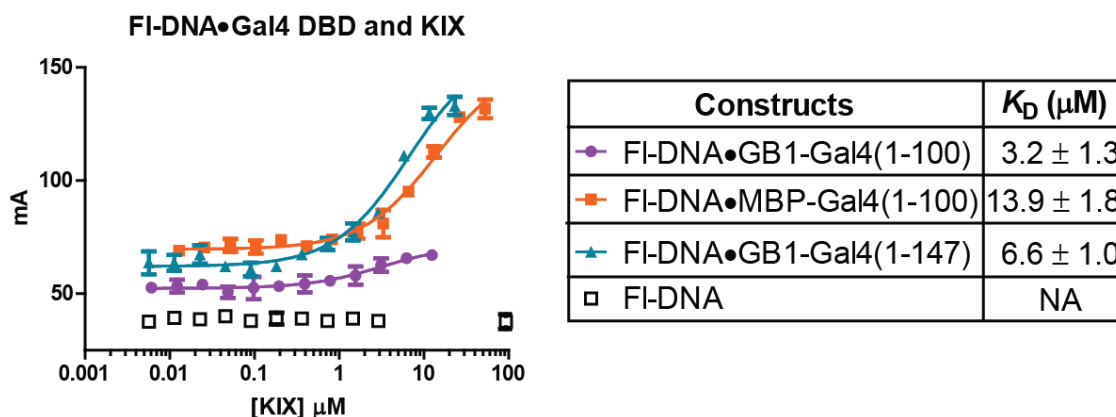 Fl-DNA•Gal4 DBD and KIX
150
100
50
mA
0.001
0.01
0.1
1
10
100
[KIX] μM
Constructs
KD (μM)
Fl-DNA•GB1-Gal4(1-100)
3.2 ± 1.3
Fl-DNA•MBP-Gal4(1-100)
13.9 ± 1.8
Fl-DNA•GB1-Gal4(1-147)
6.6 ± 1.0
Fl-DNA
NA